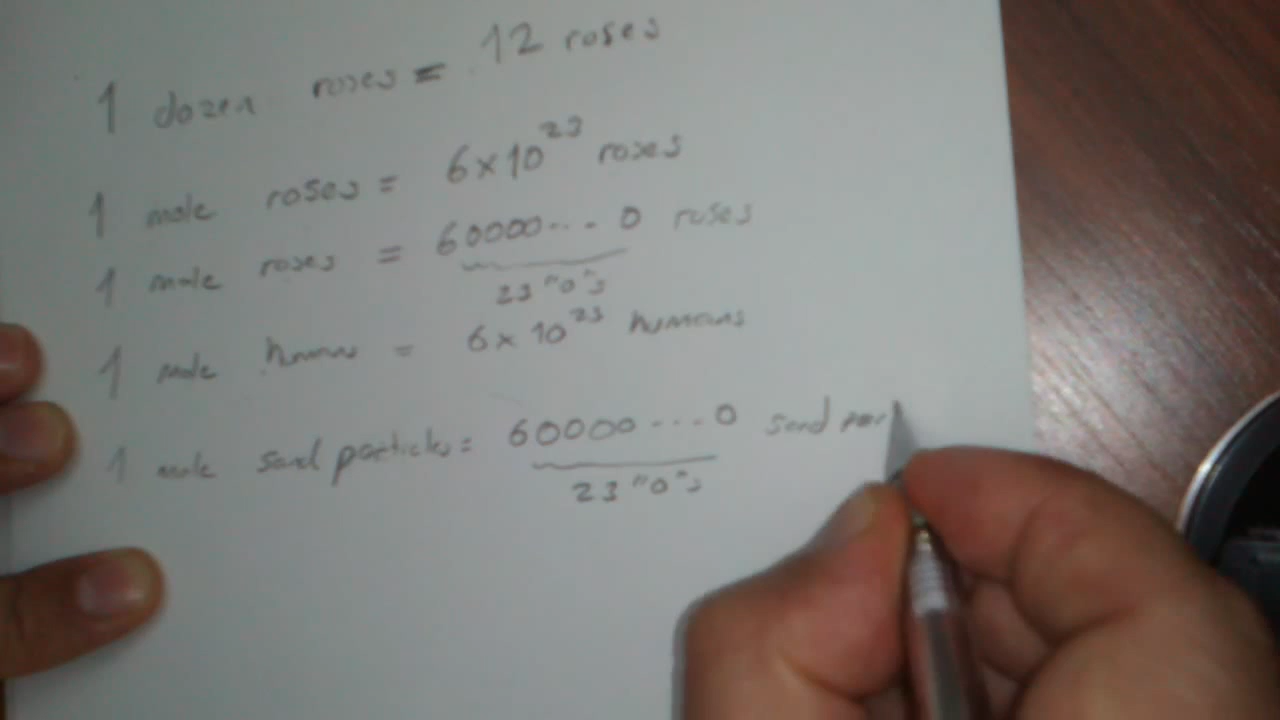 1 dozen roses = 12 roses
1 mole roses = 6×10²³ roses
1 mole roses = 60000... 0 roses
23 "0"s
1 mole humans = 6×10²³ humans
1 mole sand particles = 60000...0 sand par
23 "0"s